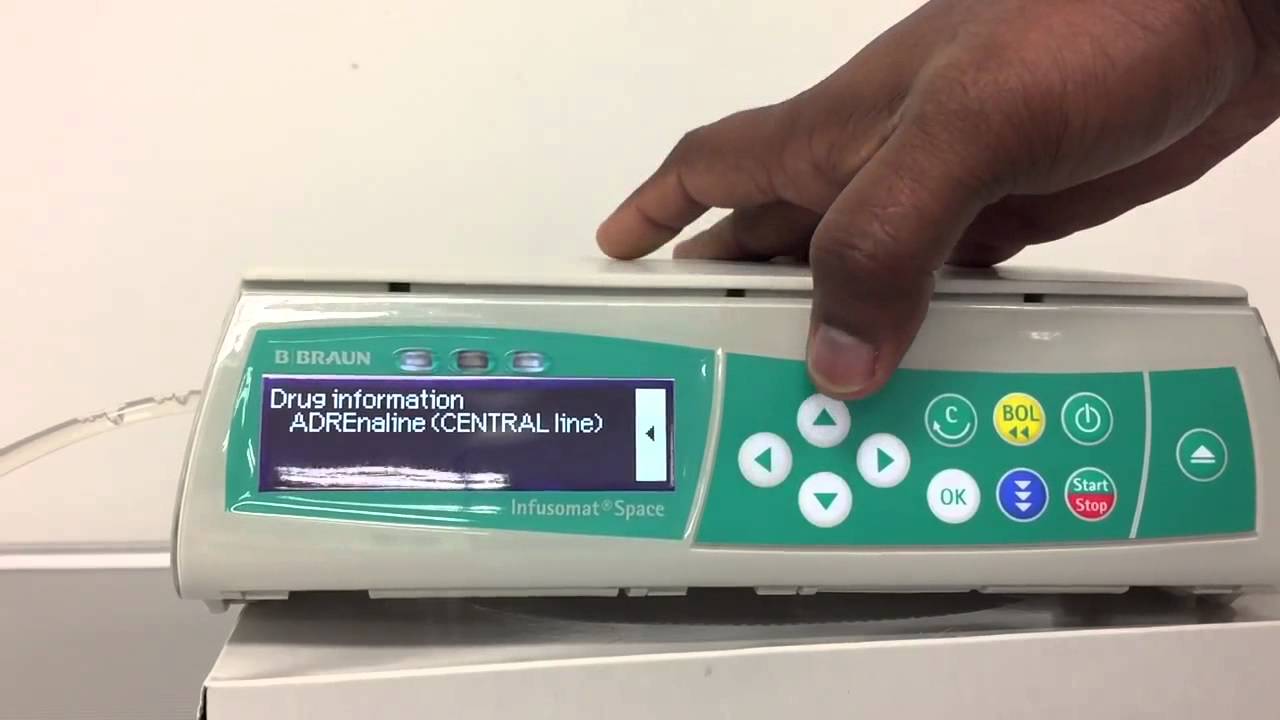 B BRAUN
Drug information
ADREnaline (CENTRAL line)
Infusomat® Space
C
BOL
OK
Start
Stop